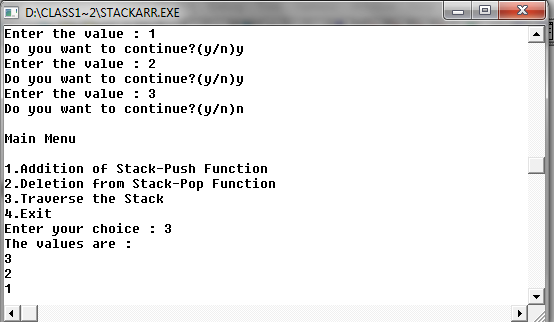 D:\CLASS1~2\STACKARR.EXE
Enter the value : 1
Do you want to continue?(y/n)y
Enter the value : 2
Do you want to continue?(y/n)y
Enter the value : 3
Do you want to continue?(y/n)n
Main Menu
1.Addition of Stack-Push Function
2.Deletion from Stack-Pop Function
3.Traverse the Stack
4.Exit
Enter your choice : 3
The values are :
3
2
1